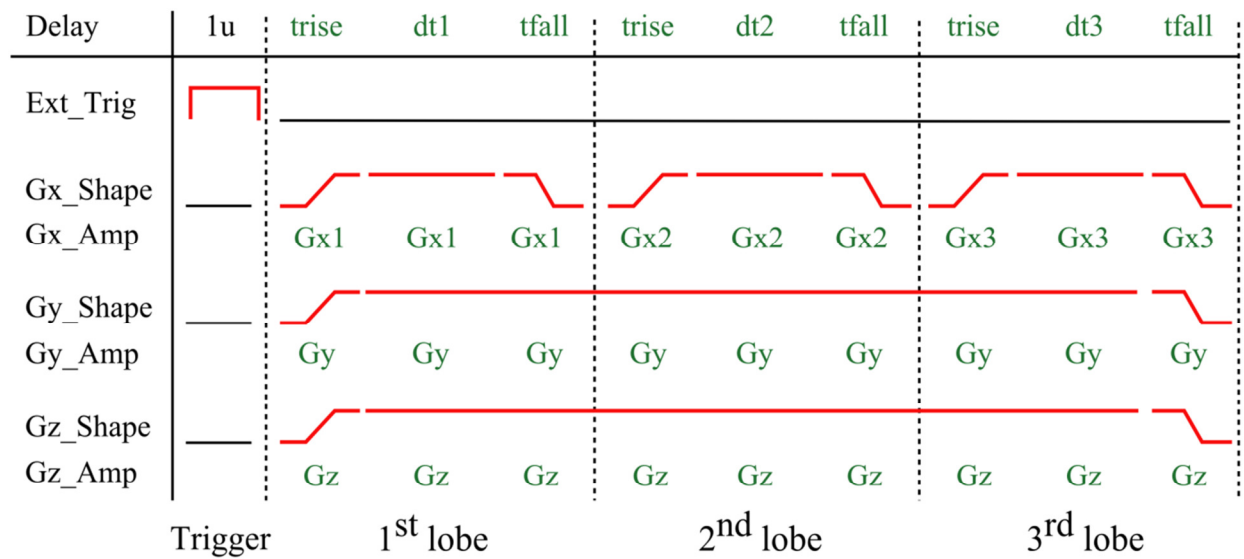 Delay 1u trise dt1 tfall trise dt2 tfall trise dt3 tfall
Ext_Trig
Gx_Shape
Gx_Amp Gx1 Gx1 Gx1 Gx2 Gx2 Gx2 Gx3 Gx3 Gx3
Gy_Shape
Gy_Amp Gy Gy Gy Gy Gy Gy Gy Gy Gy
Gz_Shape
Gz_Amp Gz Gz Gz Gz Gz Gz Gz Gz Gz
Trigger 1st lobe 2nd lobe 3rd lobe